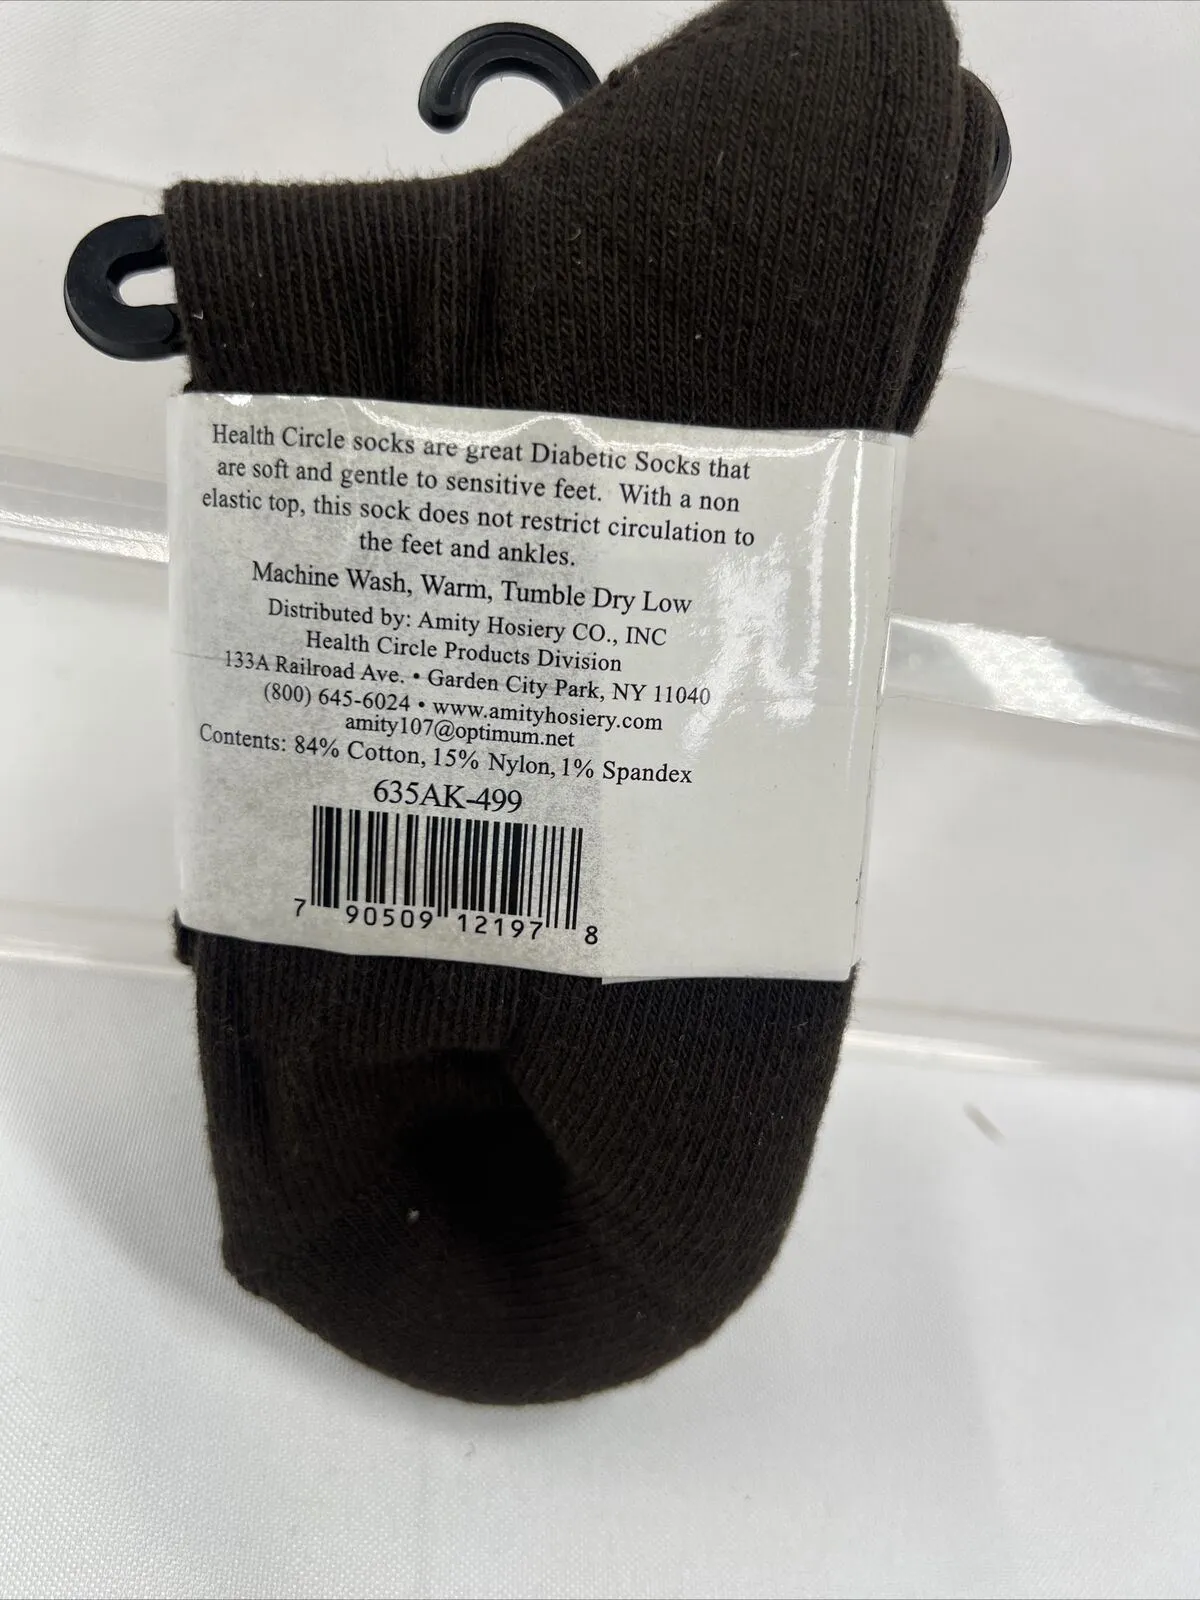 Health Circle socks are great Diabetic Socks that
are soft and gentle to sensitive feet. With a non
elastic top, this sock does not restrict circulation to
the feet and ankles.
Machine Wash, Warm, Tumble Dry Low
Distributed by: Amity Hosiery CO., INC
Health Circle Products Division
133A Railroad Ave. • Garden City Park, NY 11040
(800) 645-6024 • www.amityhosiery.com
amity107@optimum.net
Contents: 84% Cotton, 15% Nylon, 1% Spandex
635AK-499
7 90509 12197 8